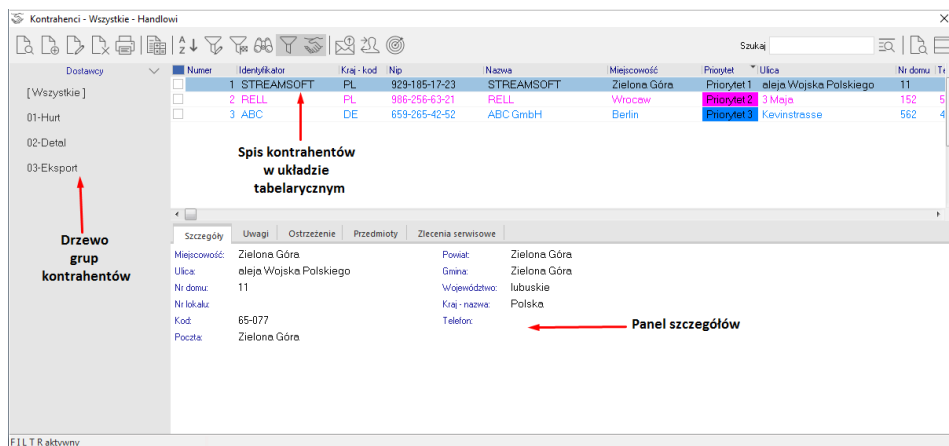 Kontrahenci - Wszystkie - Handlowi
Szukaj
Dostawcy
[ Wszystkie ]
01-Hurt
02-Detal
03-Eksport
Drzewo
grup
kontrahentów
Numer Identyfikator Kraj - kod Nip Nazwa Miejscowość Priorytet Ulica Nr domu Te
1 STREAMSOFT PL 929-185-17-23 STREAMSOFT Zielona Góra Priorytet 1 aleja Wojska Polskiego 11
2 RELL PL 986-256-63-21 RELL Wrocaw Priorytet 2 3 Maja 152 5
3 ABC DE 659-265-42-52 ABC GmbH Berlin Priorytet 3 Kevinstrasse 562 4
Spis kontrahentów
w układzie
tabelarycznym
Szczegóły Uwagi Ostrzeżenie Przedmioty Zlecenia serwisowe
Miejscowość: Zielona Góra Powiat: Zielona Góra
Ulica: aleja Wojska Polskiego Gmina: Zielona Góra
Nr domu: 11 Województwo: lubuskie
Nr lokalu: Kraj - nazwa: Polska
Kod: 65-077 Telefon:
Poczta: Zielona Góra
Panel szczegółów
F I L T R aktywny